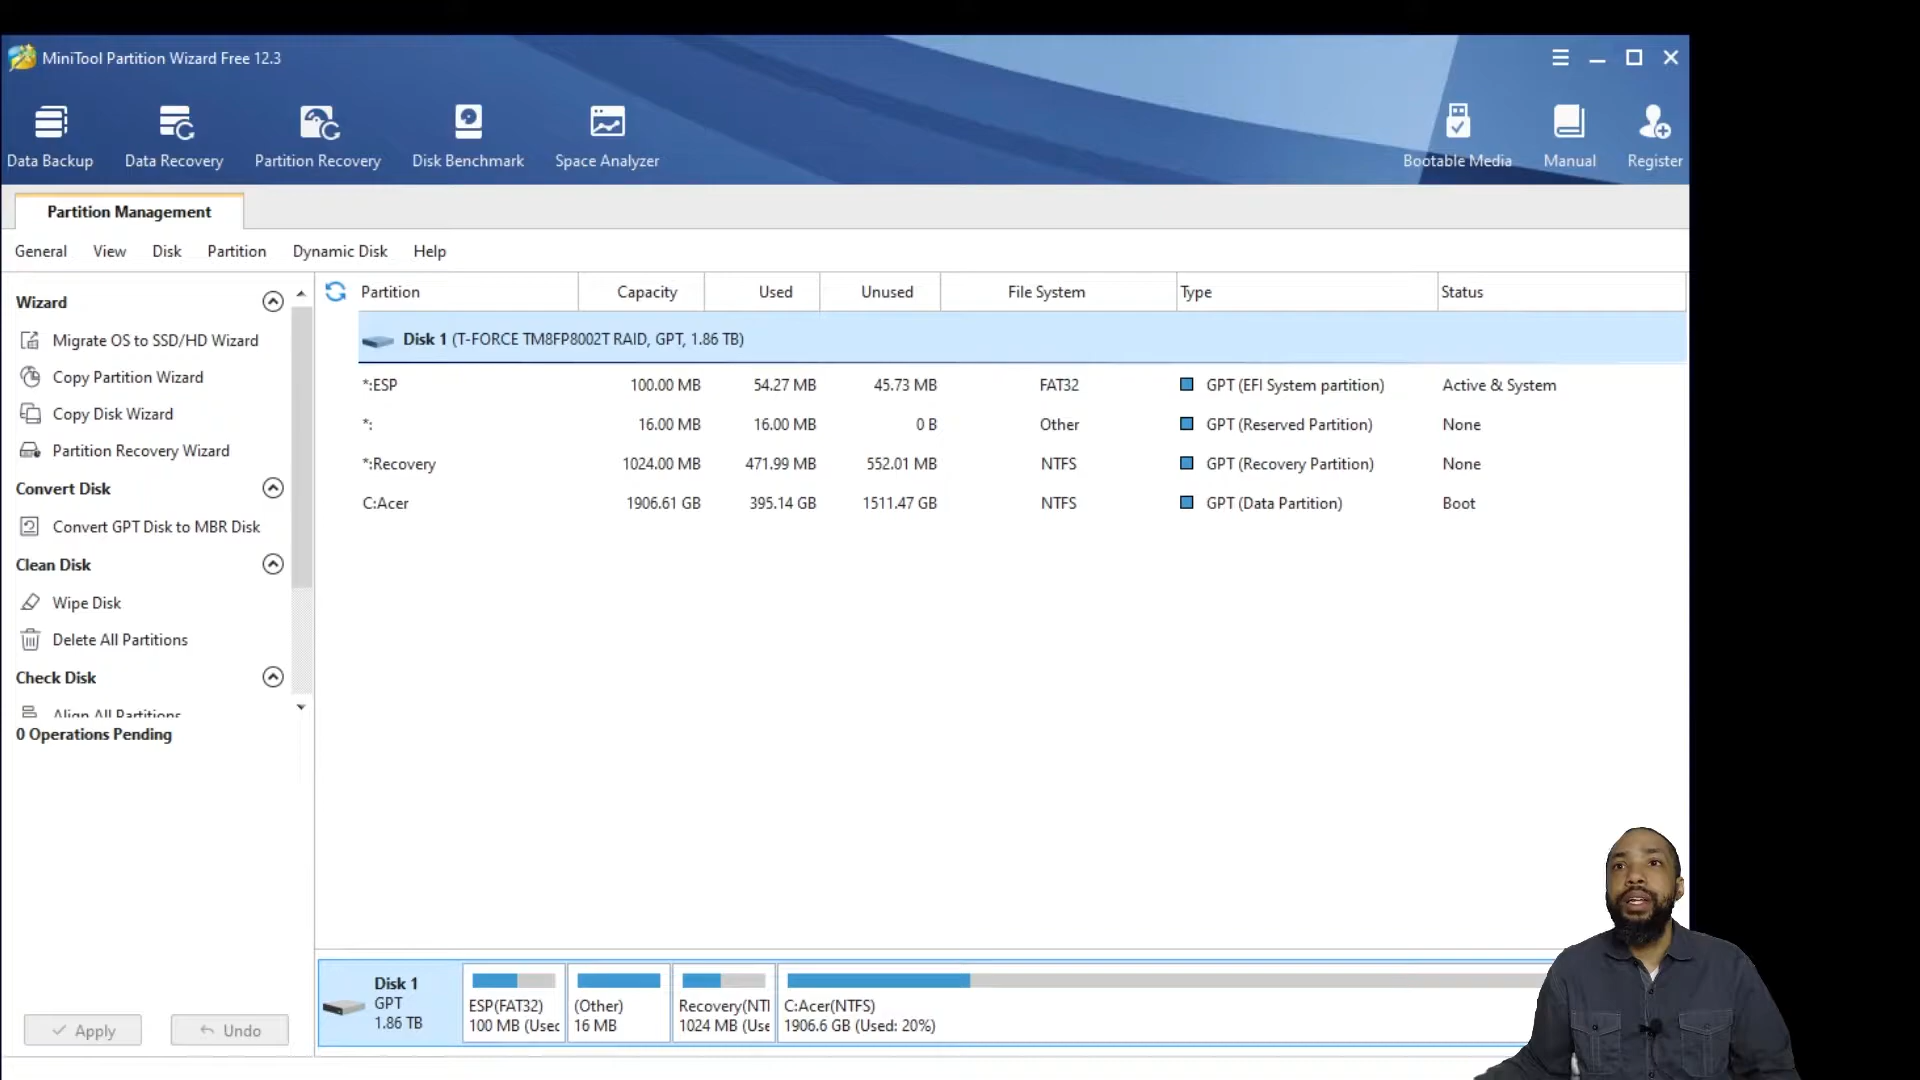 MiniTool Partition Wizard Free 12.3
Data Backup Data Recovery Partition Recovery Disk Benchmark Space Analyzer Bootable Media Manual Register
Partition Management
General View Disk Partition Dynamic Disk Help
Wizard
Migrate OS to SSD/HD Wizard
Copy Partition Wizard
Copy Disk Wizard
Partition Recovery Wizard
Convert Disk
Convert GPT Disk to MBR Disk
Clean Disk
Wipe Disk
Delete All Partitions
Check Disk
Align All Partitions
0 Operations Pending
Apply Undo
Partition Capacity Used Unused File System Type Status
Disk 1 (T-FORCE TM8FP8002T RAID, GPT, 1.86 TB)
*:ESP 100.00 MB 54.27 MB 45.73 MB FAT32 GPT (EFI System partition) Active & System
*: 16.00 MB 16.00 MB 0 B Other GPT (Reserved Partition) None
*:Recovery 1024.00 MB 471.99 MB 552.01 MB NTFS GPT (Recovery Partition) None
C:Acer 1906.61 GB 395.14 GB 1511.47 GB NTFS GPT (Data Partition) Boot
Disk 1
GPT
1.86 TB
ESP(FAT32)
100 MB (Used
(Other)
16 MB
Recovery(NT
1024 MB (Use
C:Acer(NTFS)
1906.6 GB (Used: 20%)